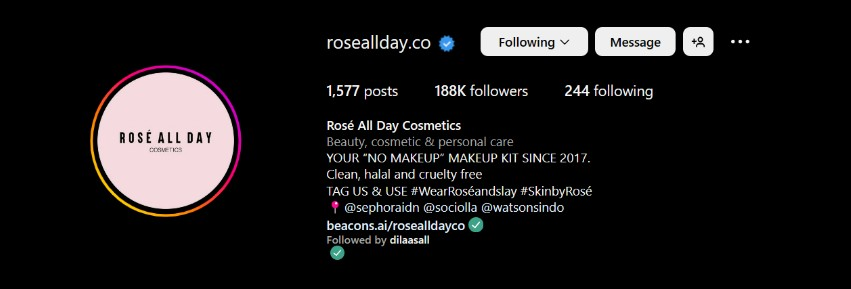 roseallday.co
Following
Message
1,577 posts 188K followers 244 following
ROSÉ ALL DAY
COSMETICS
Rosé All Day Cosmetics
Beauty, cosmetic & personal care
YOUR “NO MAKEUP” MAKEUP KIT SINCE 2017.
Clean, halal and cruelty free
TAG US & USE #WearRoséandslay #SkinbyRosé
@sephoraidn @sociolla @watsonsindo
beacons.ai/rosealldayco
Followed by dilaasall